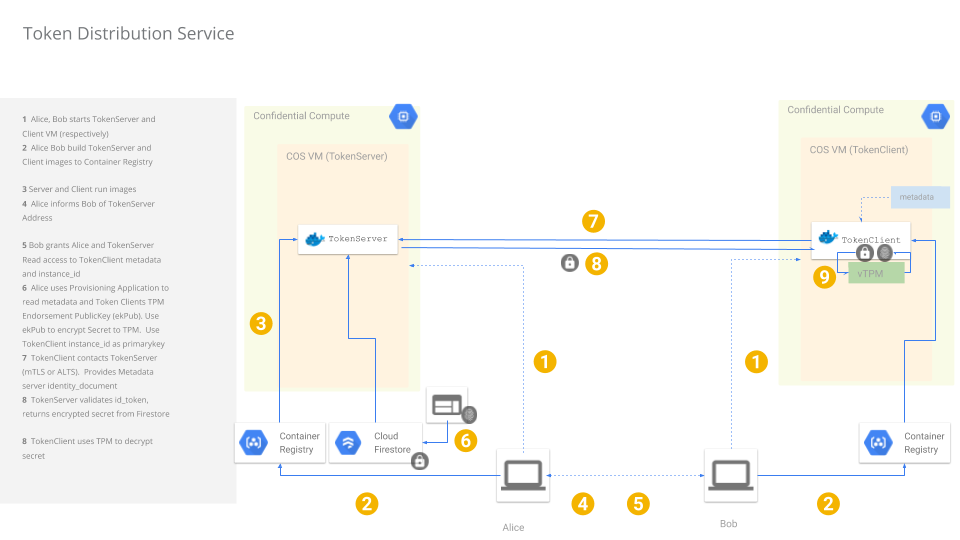 Token Distribution Service
1 Alice, Bob starts TokenServer and
Client VM (respectively)
2 Alice Bob build TokenServer and
Client images to Container Registry
3 Server and Client run images
4 Alice informs Bob of TokenServer
Address
5 Bob grants Alice and TokenServer
Read access to TokenClient metadata
and instance_id
6 Alice uses Provisioning Application to
read metadata and Token Clients TPM
Endorsement PublicKey (ekPub). Use
ekPub to encrypt Secret to TPM. Use
TokenClient instance_id as primarykey
7 TokenClient contacts TokenServer
(mTLS or ALTS). Provides Metadata
server identity_document
8 TokenServer validates id_token,
returns encrypted secret from Firestore
8 TokenClient uses TPM to decrypt
secret
Confidential Compute
COS VM (TokenServer)
TokenServer
Confidential Compute
COS VM (TokenClient)
metadata
TokenClient
vTPM
7
8
9
3
1
1
Container
Registry
Cloud
Firestore
6
Container
Registry
2
4
5
2
Alice
Bob